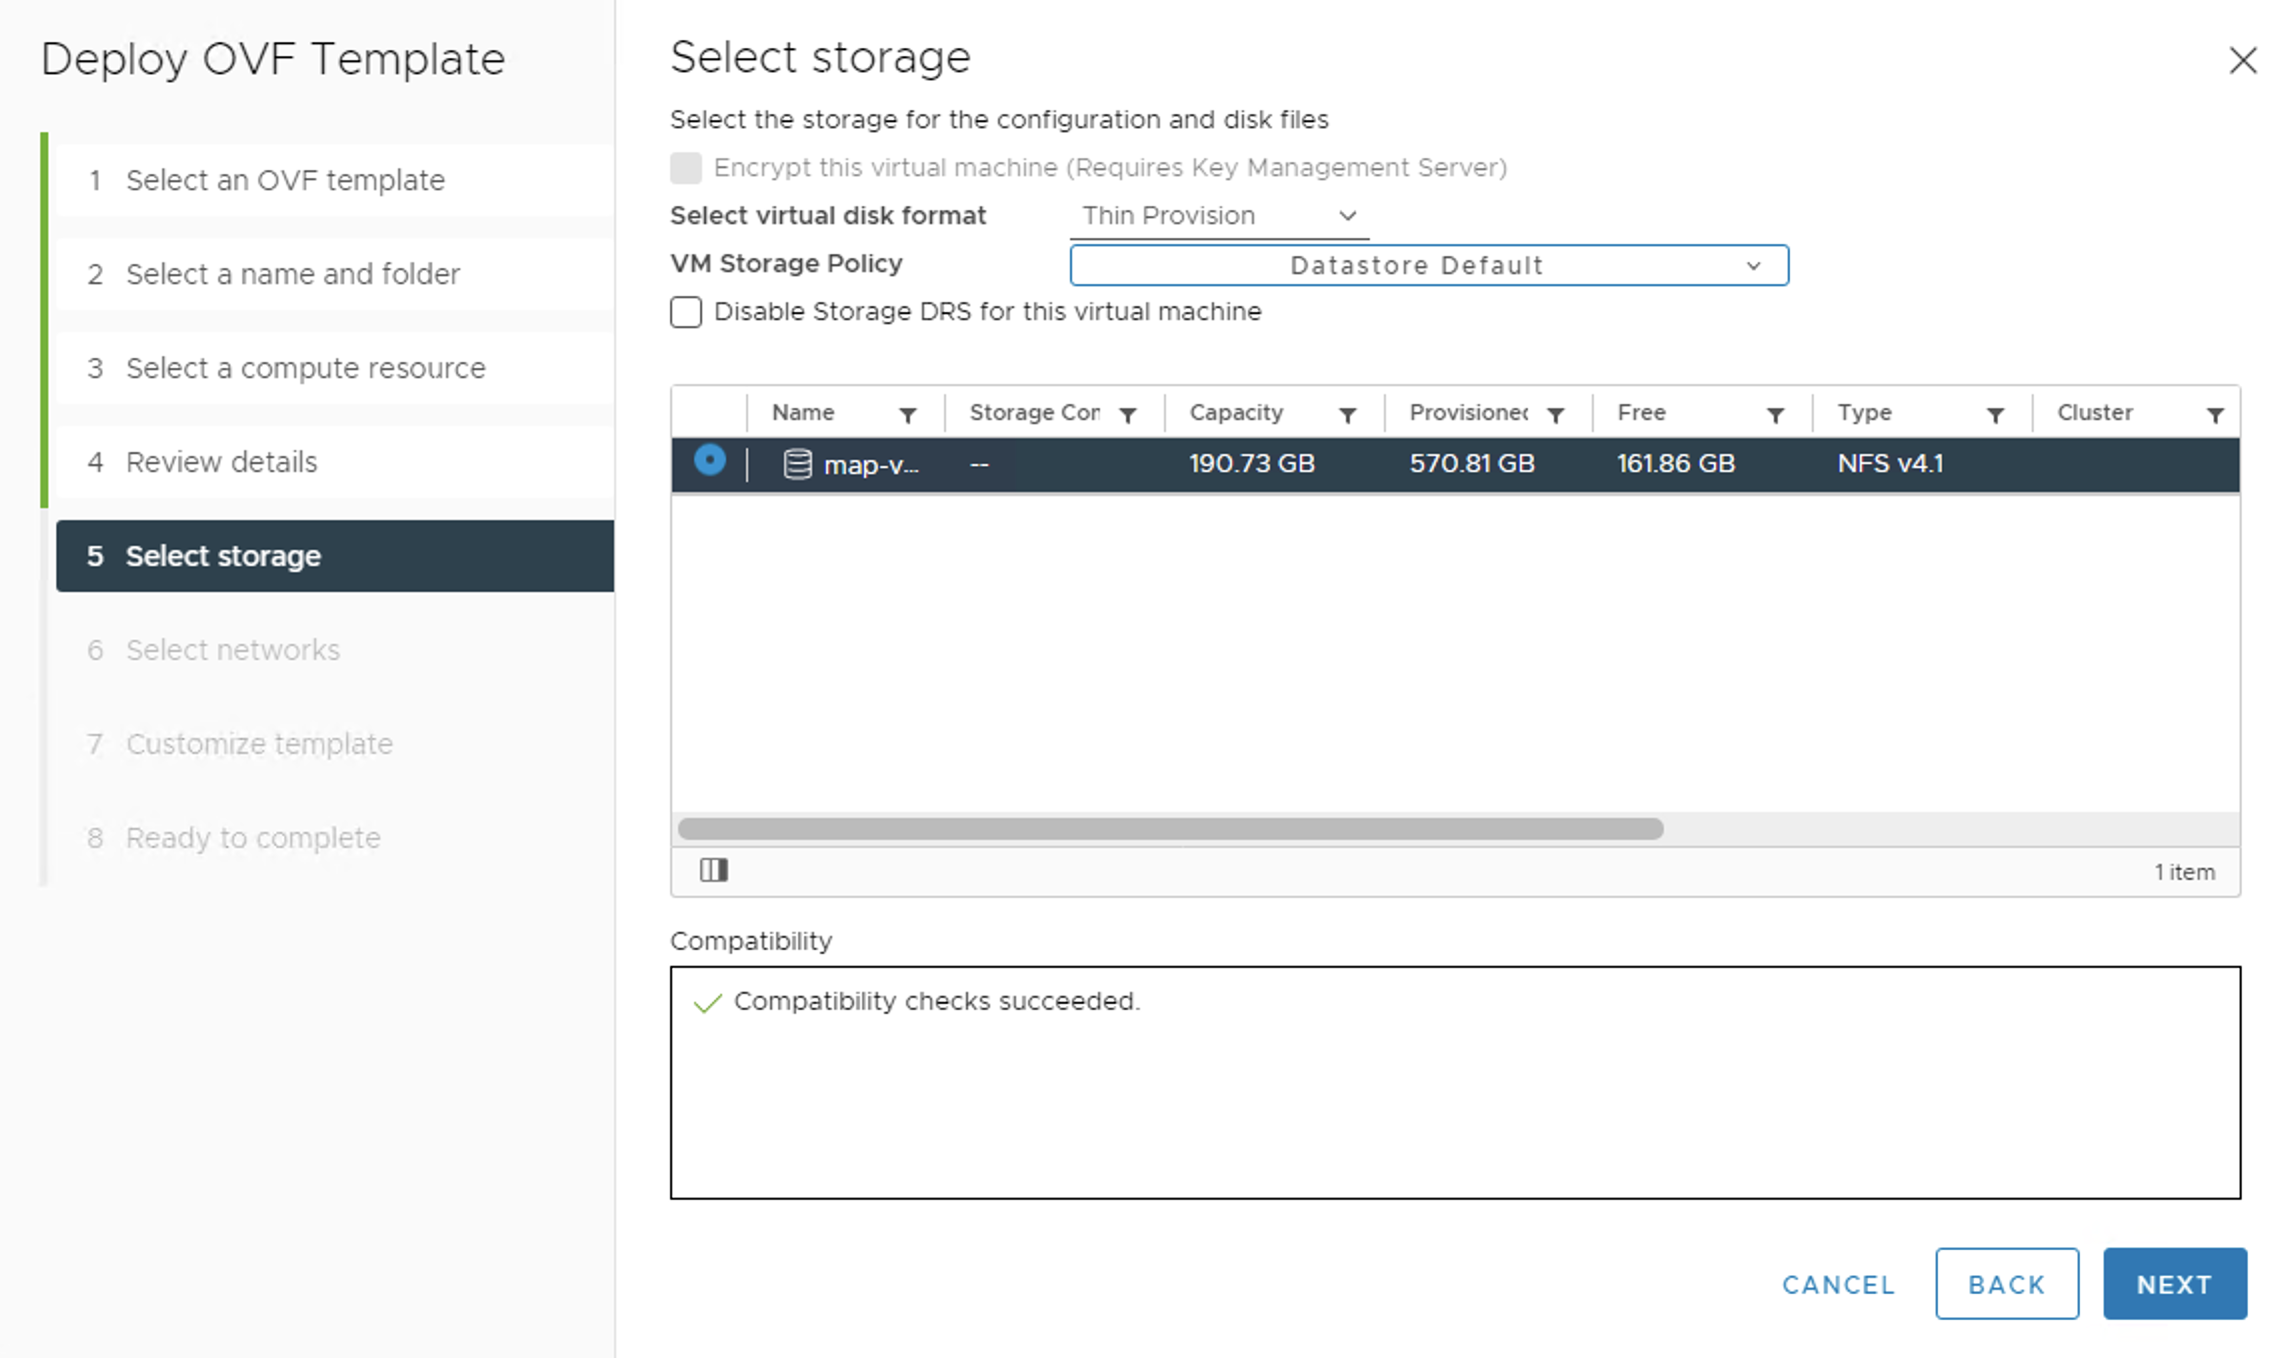 Deploy OVF Template
1 Select an OVF template
2 Select a name and folder
3 Select a compute resource
4 Review details
5 Select storage
6 Select networks
7 Customize template
8 Ready to complete
Select storage
Select the storage for the configuration and disk files
Encrypt this virtual machine (Requires Key Management Server)
Select virtual disk format Thin Provision
VM Storage Policy Datastore Default
Disable Storage DRS for this virtual machine
Name Storage Cor Capacity Provisioned Free Type Cluster
map-v... -- 190.73 GB 570.81 GB 161.86 GB NFS v4.1
1 item
Compatibility
Compatibility checks succeeded.
CANCEL BACK NEXT